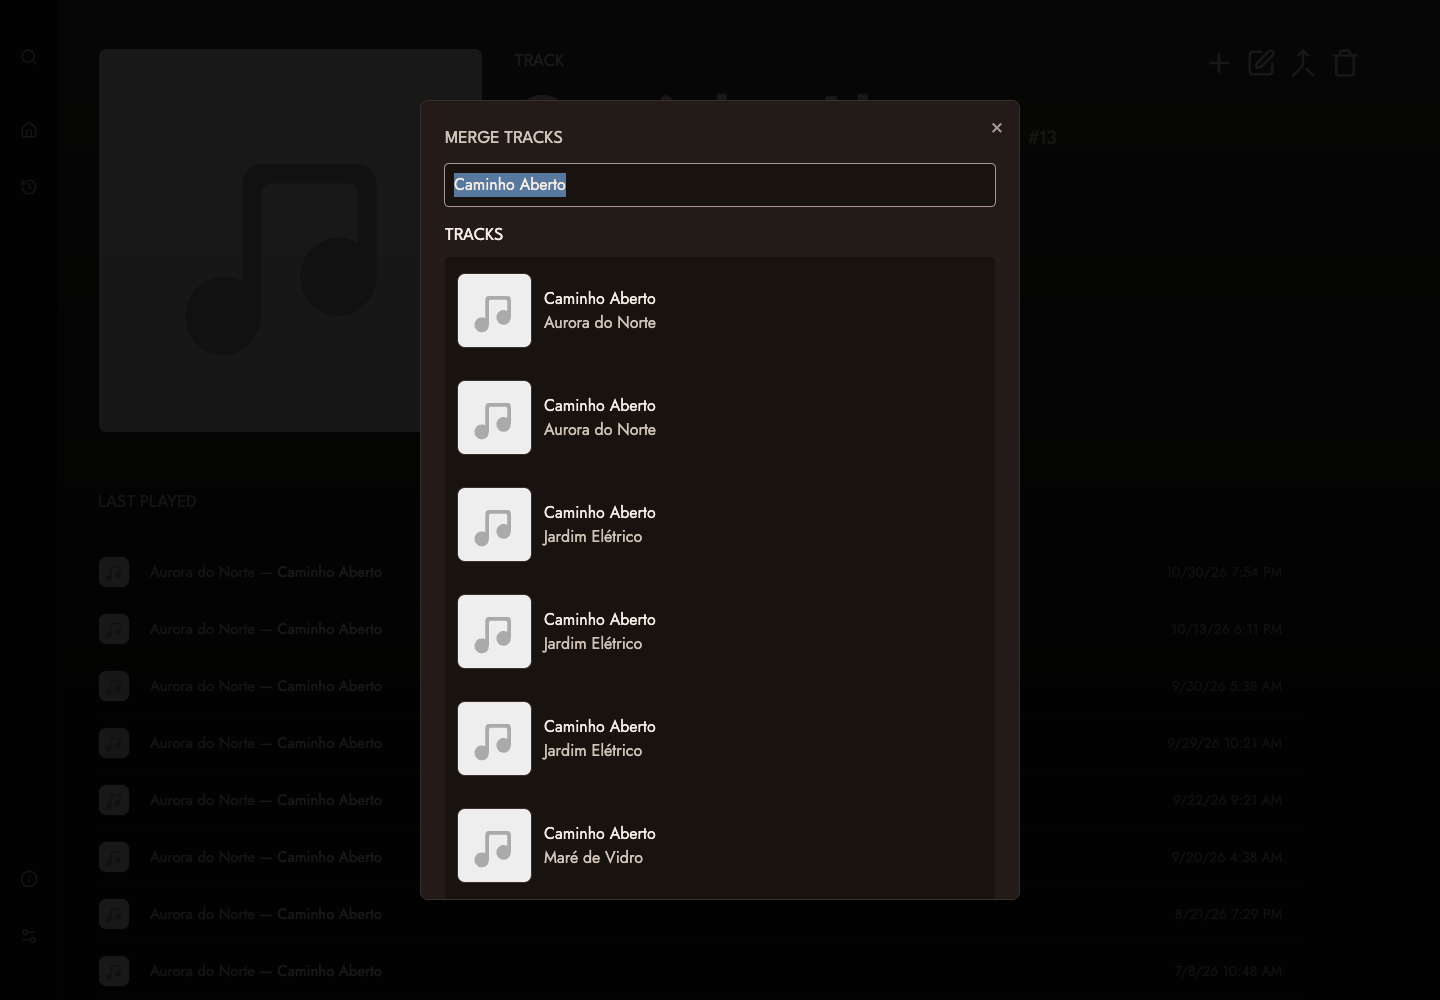 TRACK
#13
MERGE TRACKS
Caminho Aberto
TRACKS
Caminho Aberto
Aurora do Norte
Caminho Aberto
Aurora do Norte
Caminho Aberto
Jardim Elétrico
Caminho Aberto
Jardim Elétrico
Caminho Aberto
Jardim Elétrico
Caminho Aberto
Maré de Vidro
LAST PLAYED
Aurora do Norte — Caminho Aberto 10/30/26 7:54 PM
Aurora do Norte — Caminho Aberto 10/13/26 6:11 PM
Aurora do Norte — Caminho Aberto 9/30/26 5:38 AM
Aurora do Norte — Caminho Aberto 9/29/26 10:21 AM
Aurora do Norte — Caminho Aberto 9/22/26 9:21 AM
Aurora do Norte — Caminho Aberto 9/20/26 4:38 AM
Aurora do Norte — Caminho Aberto 8/21/26 7:29 PM
Aurora do Norte — Caminho Aberto 7/8/26 10:48 AM